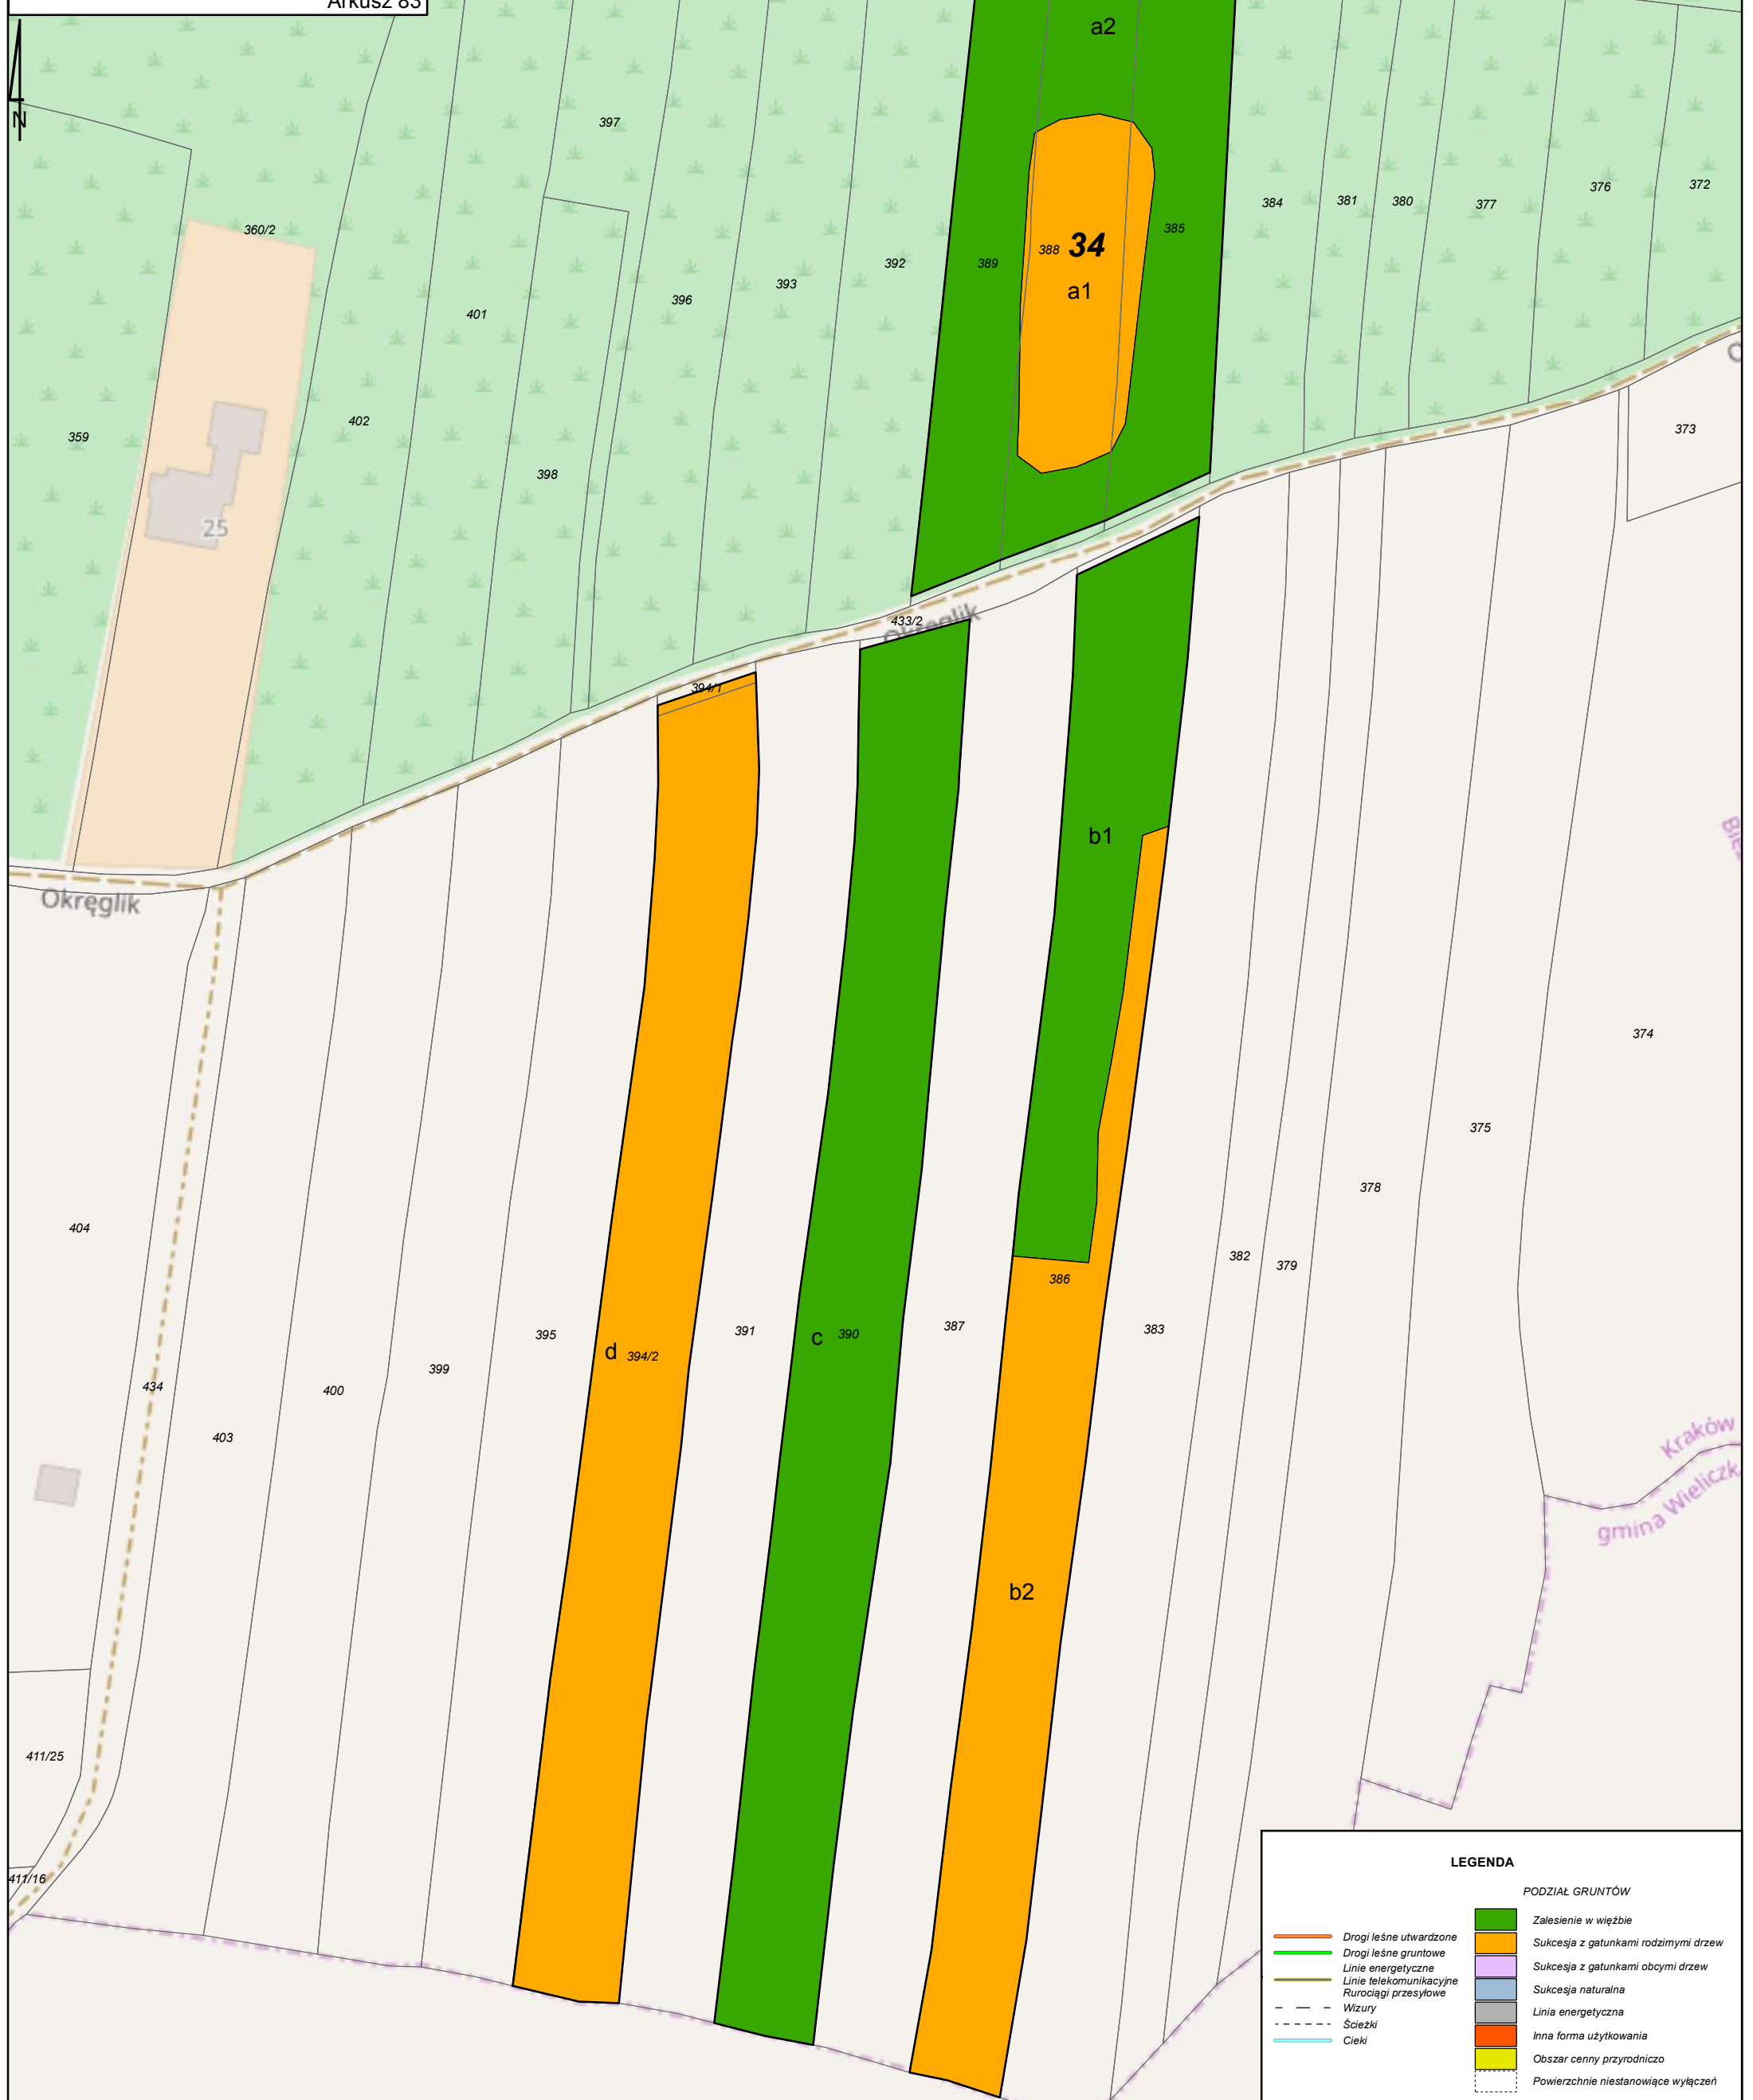 Arkusz 83
N
a2
397
360/2
376
372
384
381
380
377
385
34
388
389
392
393
a1
396
401
402
359
398
373
25
433/2
Okręglik
394/1
b1
Okręglik
374
375
378
404
382
379
386
383
387
c
390
391
395
d
394/2
399
434
400
403
Kraków
gmina Wieliczk
b2
411/25
411/16
LEGENDA
PODZIAŁ GRUNTÓW
Drogi leśne utwardzone
Drogi leśne gruntowe
Linie energetyczne
Linie telekomunikacyjne
Rurociągi przesyłowe
Wizury
Ścieżki
Cieki
Zalesienie w więźbie
Sukcesja z gatunkami rodzimymi drzew
Sukcesja z gatunkami obcymi drzew
Sukcesja naturalna
Linia energetyczna
Inna forma użytkowania
Obszar cenny przyrodniczo
Powierzchnie niestanowiące wyłączeń